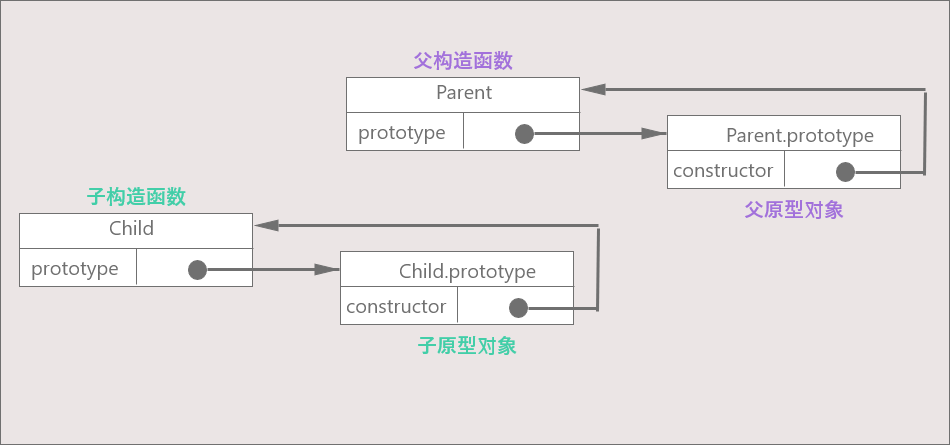 父构造函数
Parent
prototype
Parent.prototype
constructor
父原型对象
子构造函数
Child
prototype
Child.prototype
constructor
子原型对象